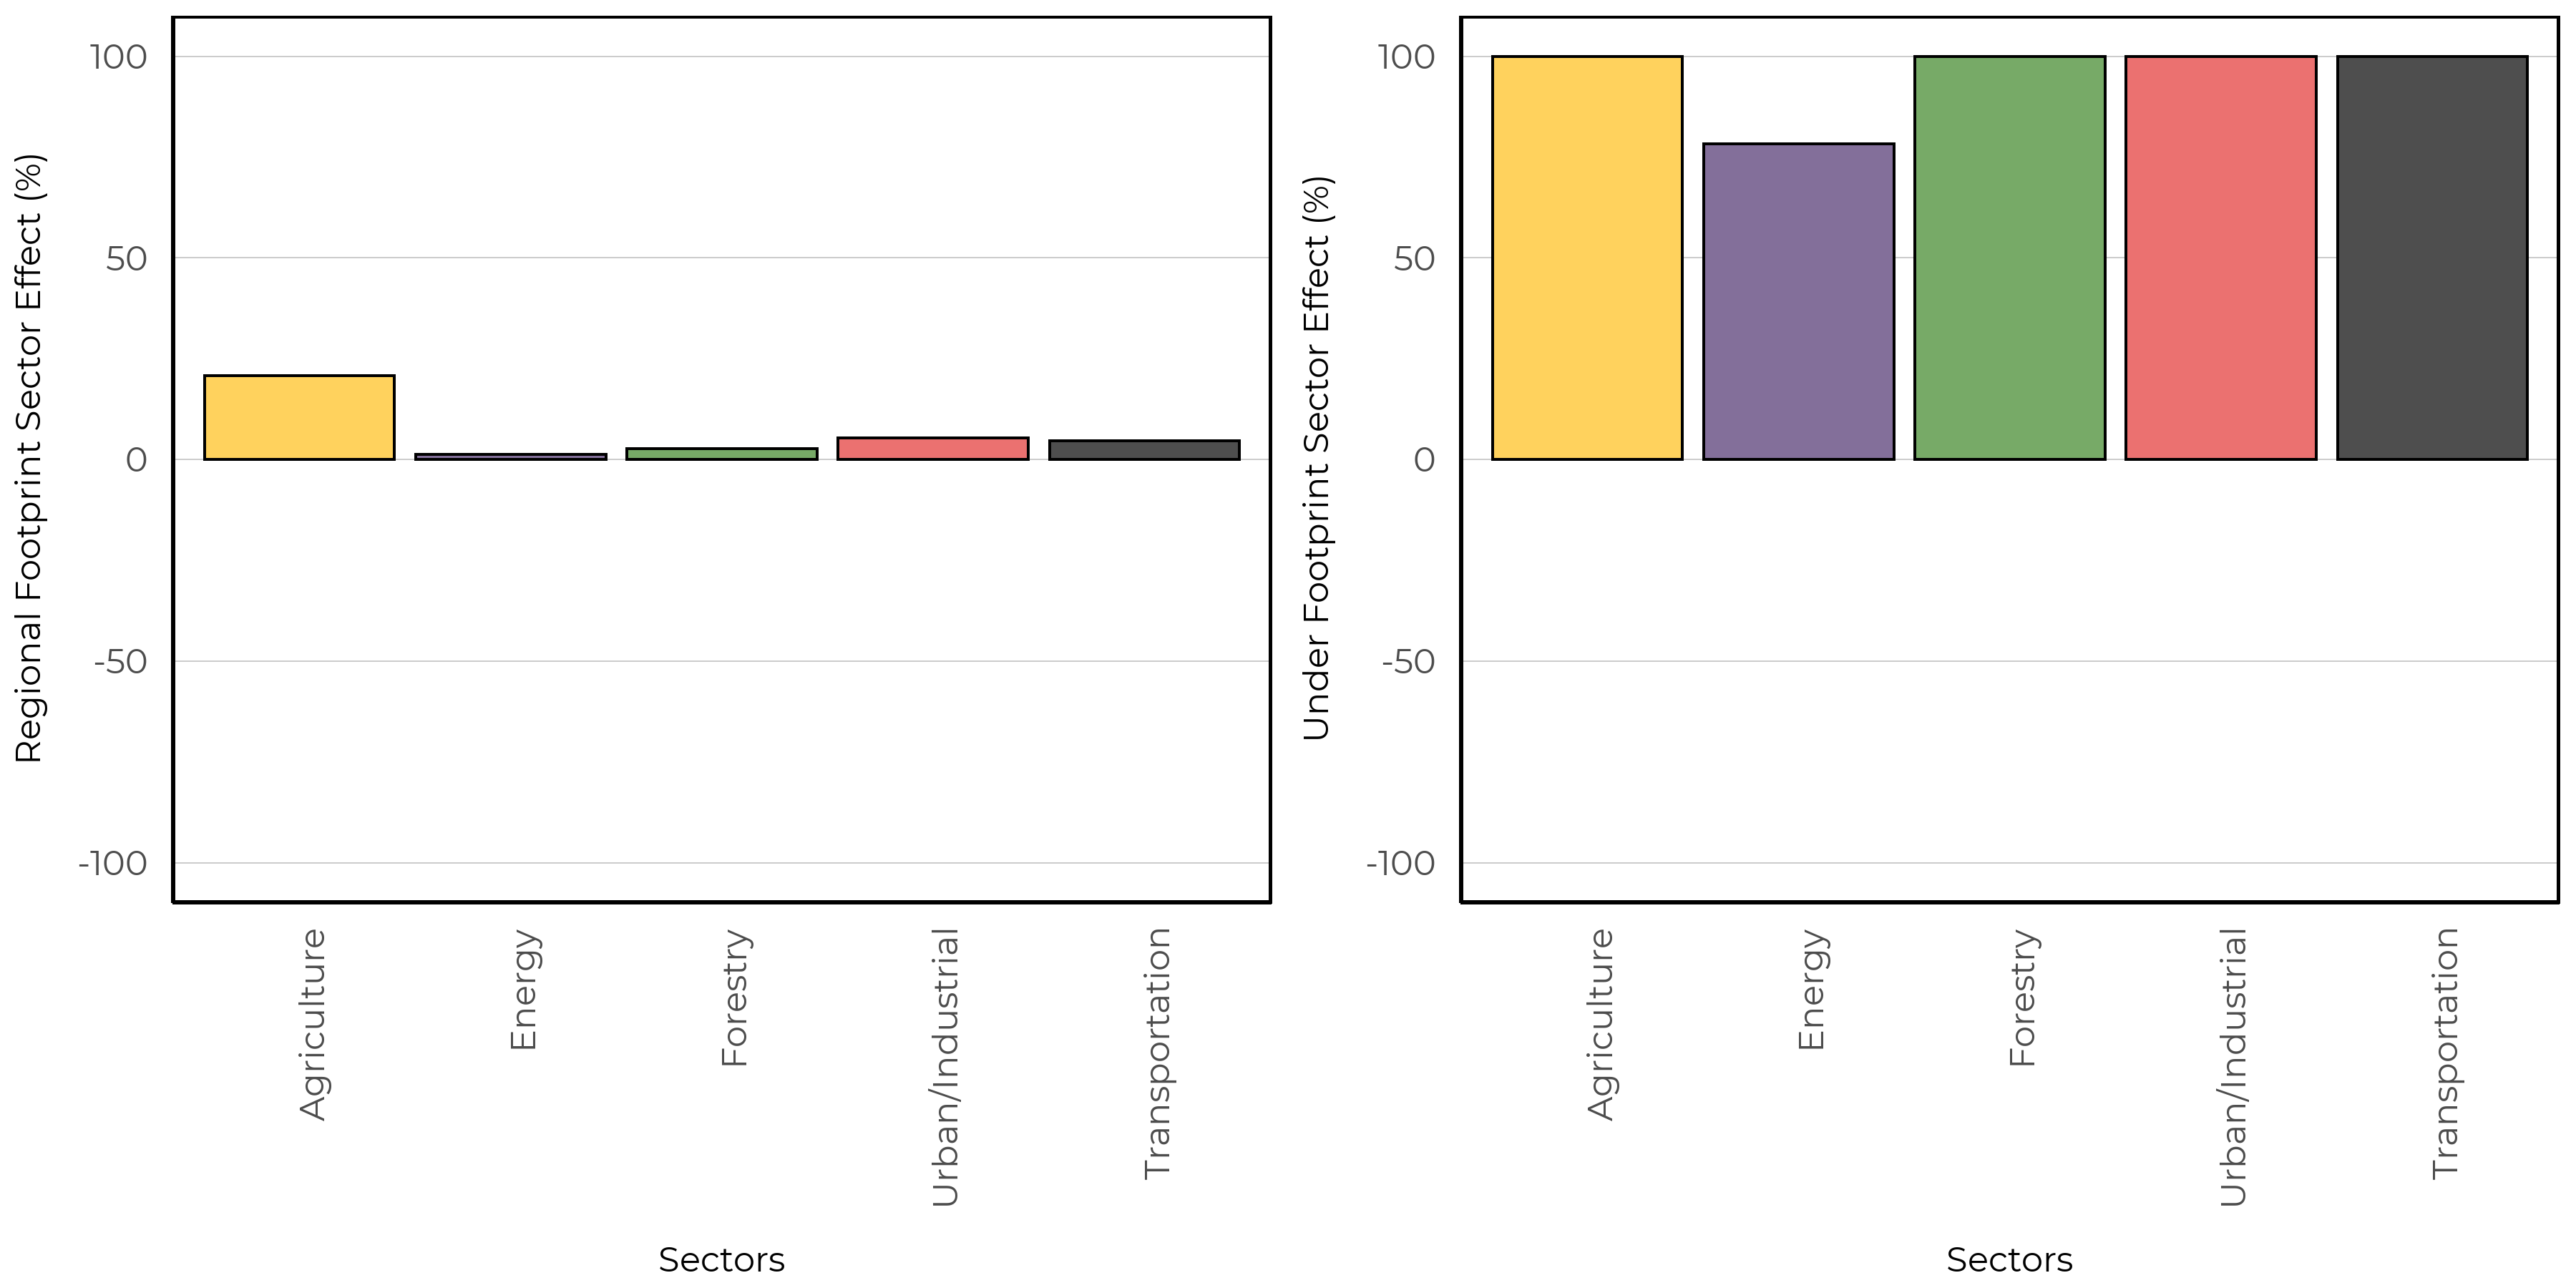 Regional Footprint Sector Effect (%)
100
50
0
-50
-100
Agriculture
Energy
Forestry
Urban/Industrial
Transportation
Sectors
Under Footprint Sector Effect (%)
100
50
0
-50
-100
Agriculture
Energy
Forestry
Urban/Industrial
Transportation
Sectors